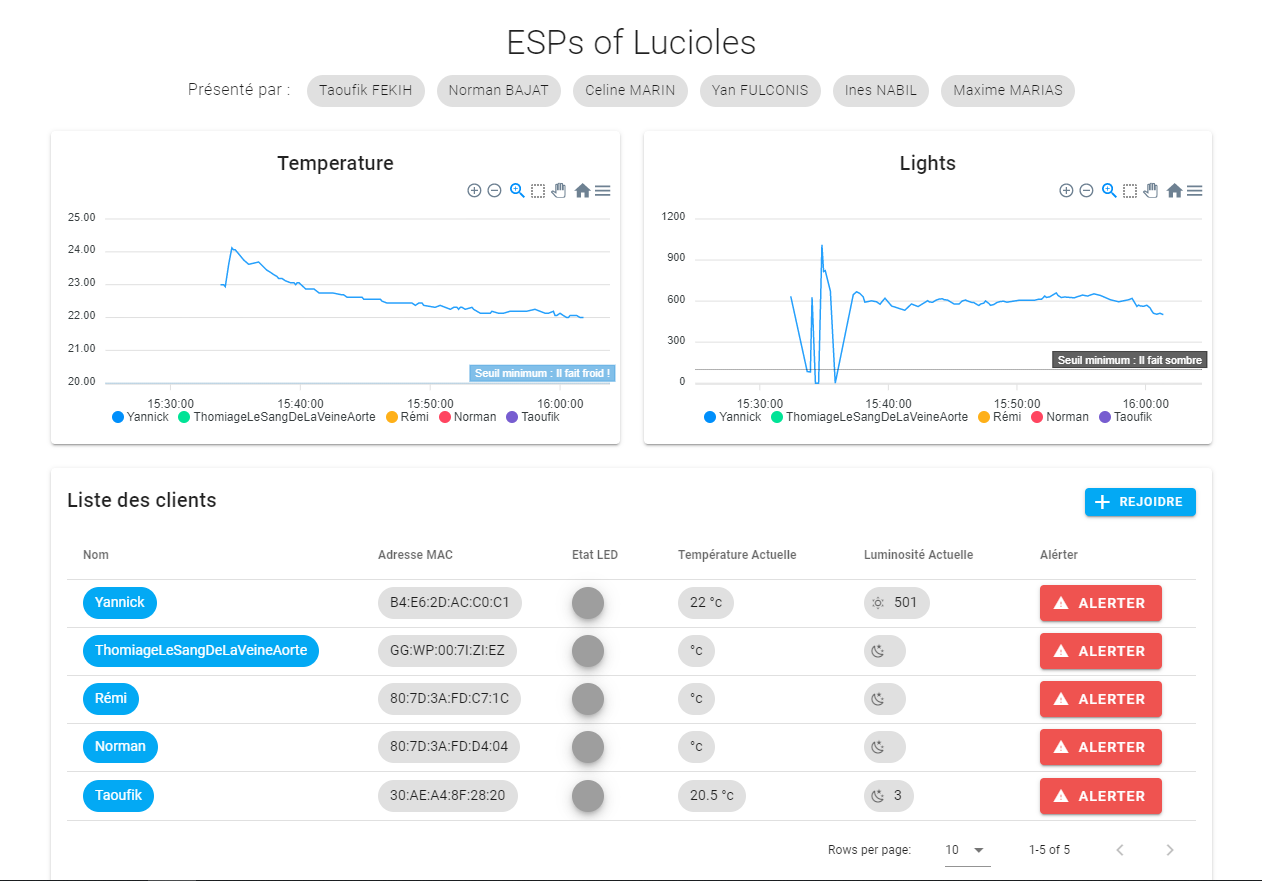 ESPs of Lucioles
Présenté par : Taoufik FEKIH Norman BAJAT Celine MARIN Yan FULCONIS Ines NABIL Maxime MARIAS
Temperature
25.00
24.00
23.00
22.00
21.00
20.00
Seuil minimum : Il fait froid !
15:30:00 15:40:00 15:50:00 16:00:00
Yannick ThomiageLeSangDeLaVeineAorte Rémi Norman Taoufik
Lights
1200
900
600
300
0
Seuil minimum : Il fait sombre
15:30:00 15:40:00 15:50:00 16:00:00
Yannick ThomiageLeSangDeLaVeineAorte Rémi Norman Taoufik
Liste des clients
REJOIDRE
Nom Adresse MAC Etat LED Température Actuelle Luminosité Actuelle Alérter
Yannick B4:E6:2D:AC:C0:C1 22 °c 501 ALERTER
ThomiageLeSangDeLaVeineAorte GG:WP:00:7I:ZI:EZ °c ALERTER
Rémi 80:7D:3A:FD:C7:1C °c ALERTER
Norman 80:7D:3A:FD:D4:04 °c ALERTER
Taoufik 30:AE:A4:8F:28:20 20.5 °c 3 ALERTER
Rows per page: 10 1-5 of 5